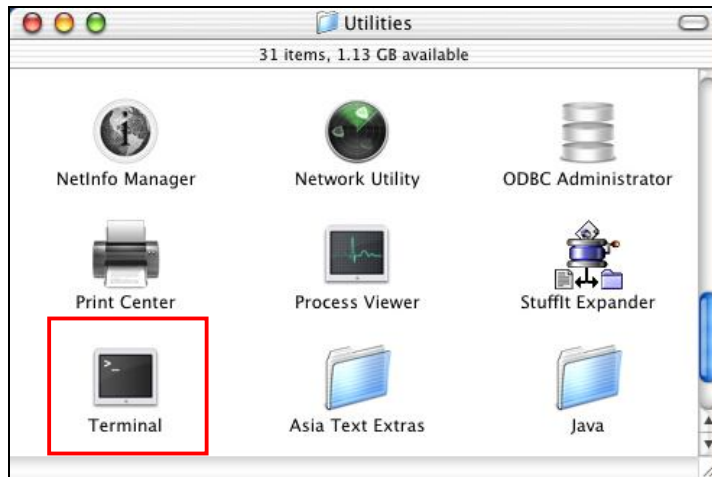 Utilities
31 items, 1.13 GB available
NetInfo Manager
Network Utility
ODBC Administrator
Print Center
Process Viewer
StuffIt Expander
>_
Terminal
Asia Text Extras
Java